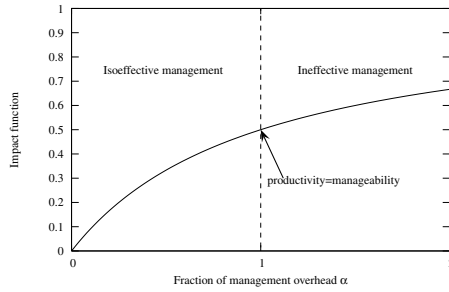 1
0.9
0.8
0.7
0.6
0.5
0.4
0.3
0.2
0.1
0
Impact function
Isoeffective management
Ineffective management
productivity=manageability
0
1
Fraction of management overhead α